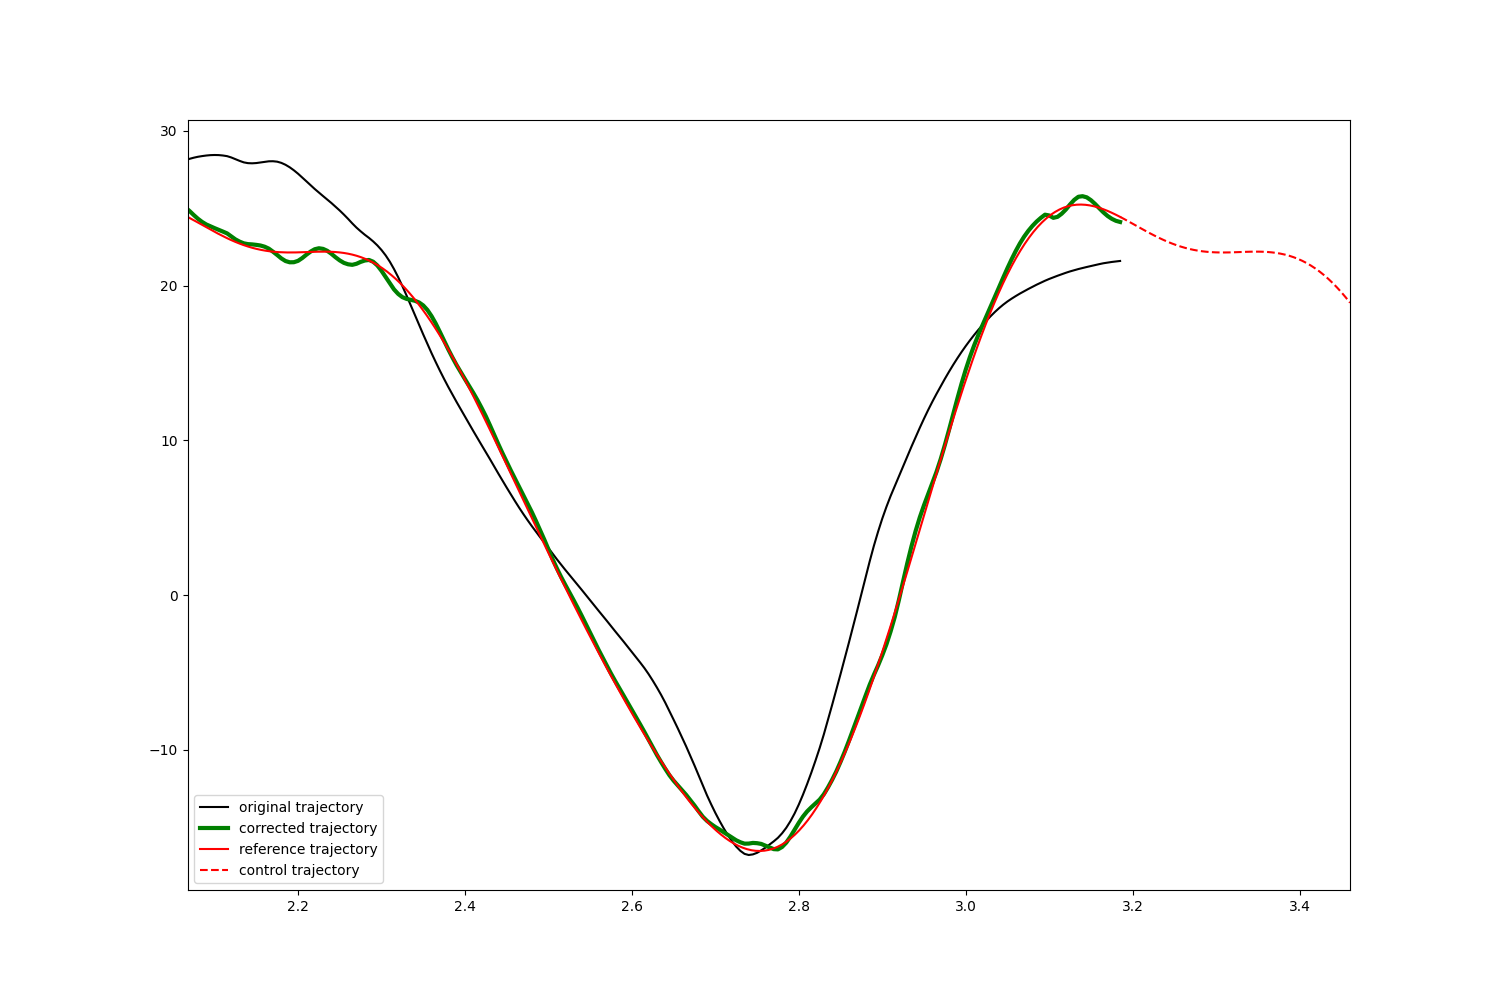 30
20
10
0
−10
original trajectory
corrected trajectory
reference trajectory
control trajectory
2.2 2.4 2.6 2.8 3.0 3.2 3.4